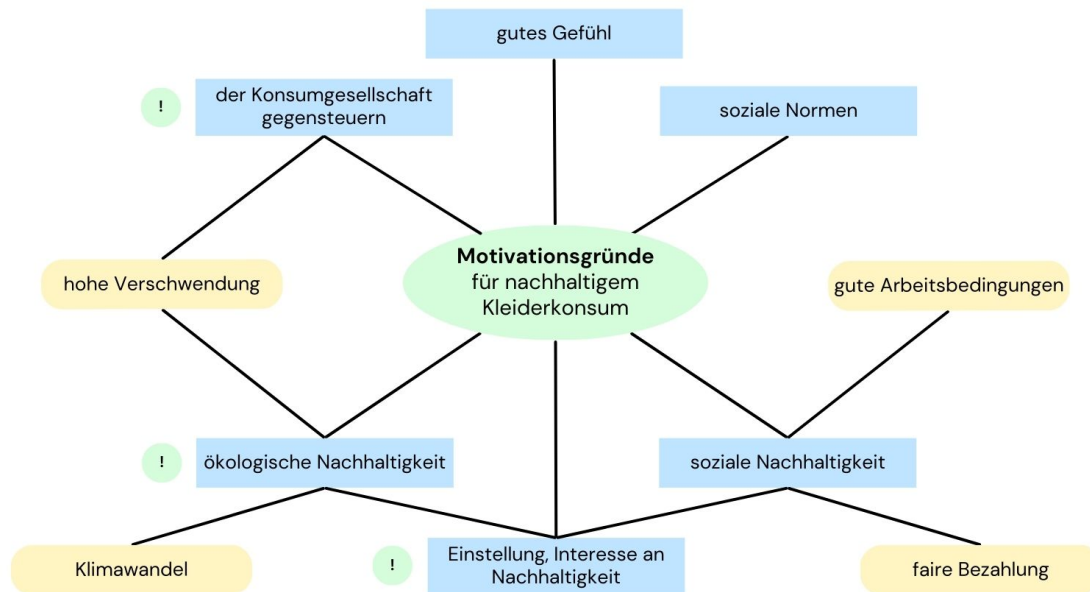 gutes Gefühl
!
der Konsumgesellschaft
gegensteuern
soziale Normen
Motivationsgründe
für nachhaltigem
Kleiderkonsum
hohe Verschwendung
gute Arbeitsbedingungen
!
ökologische Nachhaltigkeit
soziale Nachhaltigkeit
Klimawandel
!
Einstellung, Interesse an
Nachhaltigkeit
faire Bezahlung